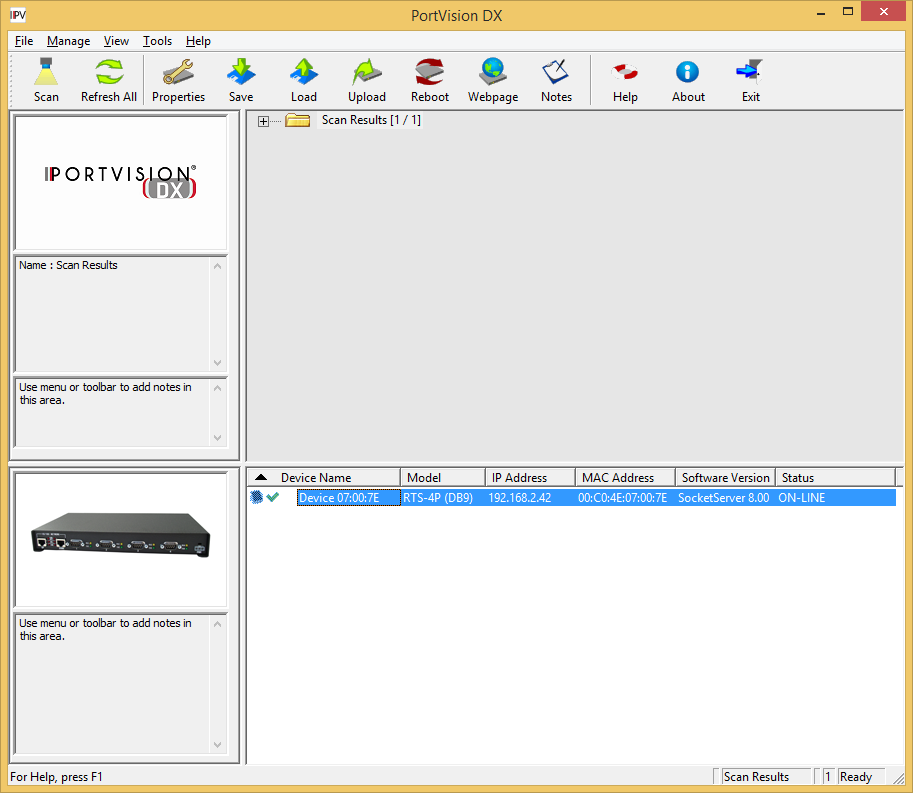 IPV PortVision DX
File Manage View Tools Help
Scan Refresh All Properties Save Load Upload Reboot Webpage Notes Help About Exit
Scan Results [1 / 1]
PORTVISION®
DX
Name : Scan Results
Use menu or toolbar to add notes in
this area.
Device Name Model IP Address MAC Address Software Version Status
Device 07:00:7E RTS-4P (DB9) 192.168.2.42 00:C0:4E:07:00:7E SocketServer 8.00 ON-LINE
Use menu or toolbar to add notes in
this area.
For Help, press F1 Scan Results 1 Ready